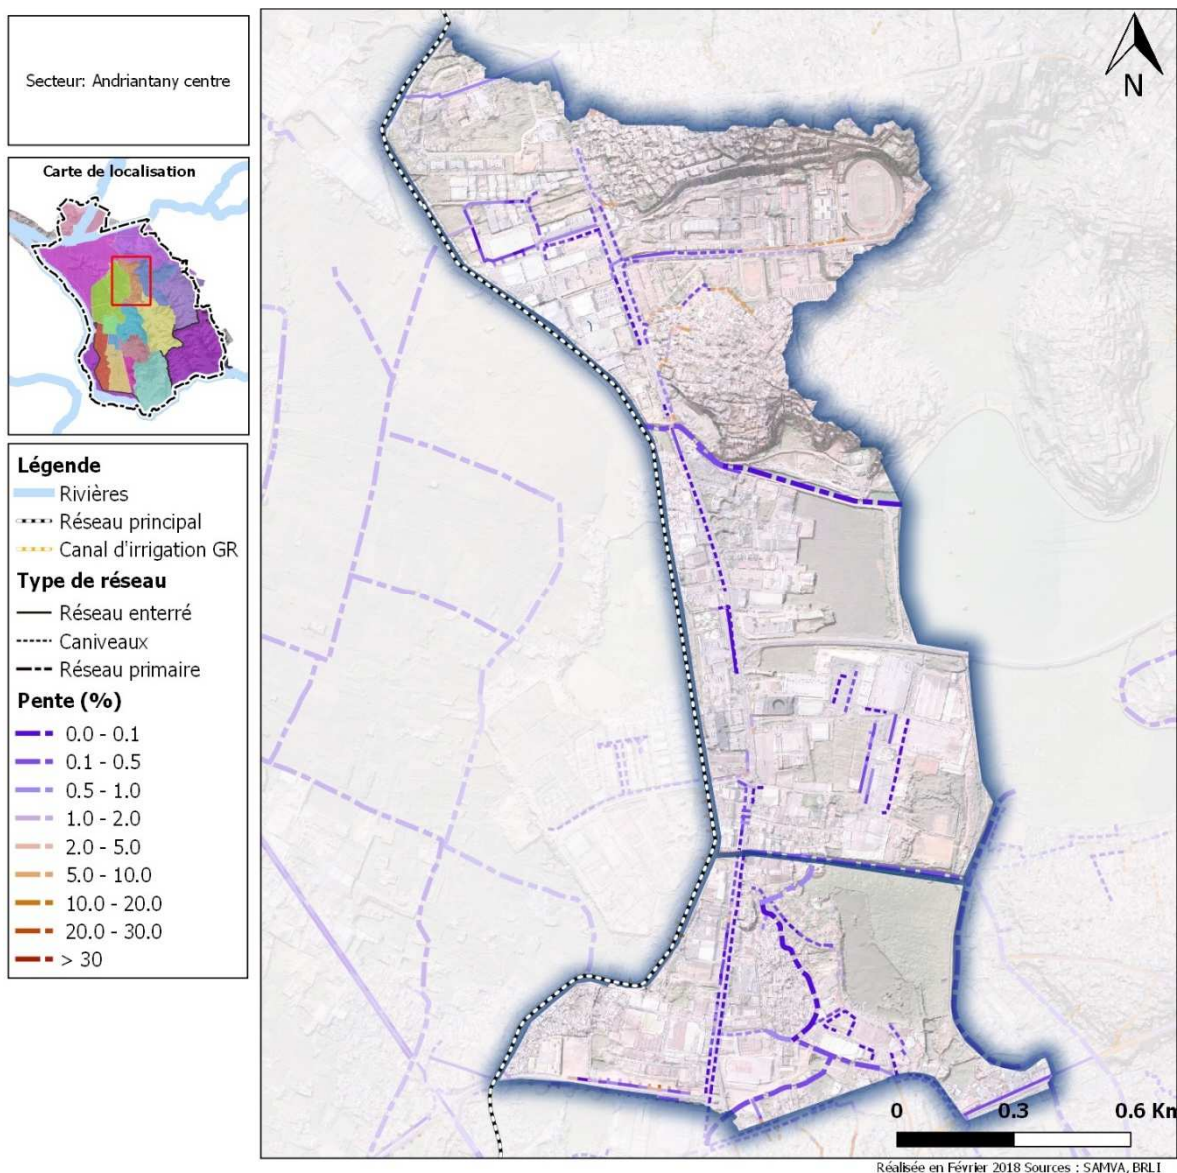 Secteur: Andriantany centre
Carte de localisation
Légende
Rivières
Réseau principal
Canal d'irrigation GR
Type de réseau
Réseau enterré
Caniveaux
Réseau primaire
Pente (%)
0.0 - 0.1
0.1 - 0.5
0.5 - 1.0
1.0 - 2.0
2.0 - 5.0
5.0 - 10.0
10.0 - 20.0
20.0 - 30.0
> 30
N
0 0.3 0.6 Km
Réalisée en Février 2018 Sources : SAMVA, BRLI